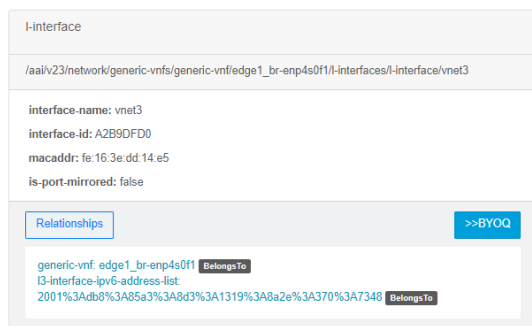 l-interface
/aai/v23/network/generic-vnfs/generic-vnf/edge1_br-enp4s0f1/l-interfaces/l-interface/vnet3
interface-name: vnet3
interface-id: A2B9DFD0
macaddr: fe:16:3e:dd:14:e5
is-port-mirrored: false
Relationships >>BYOQ
generic-vnf: edge1_br-enp4s0f1 BelongsTo
l3-interface-ipv6-address-list:
2001%3Adb8%3A85a3%3A8d3%3A1319%3A8a2e%3A370%3A7348 BelongsTo